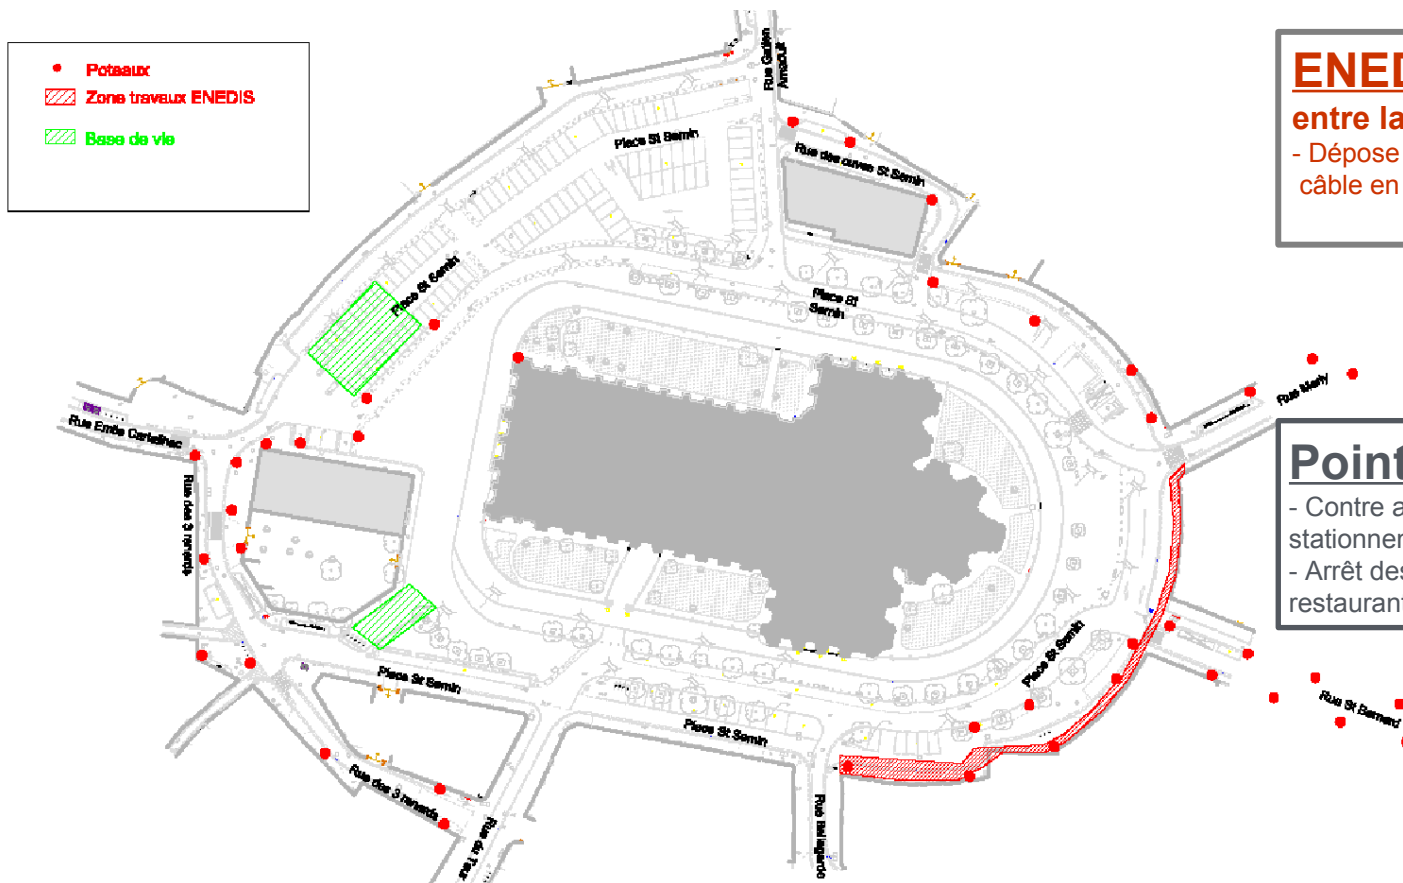 Poteaux
Zone travaux ENEDIS
Base de vie
Rue Gatien
Arnoult
Place St Sernin
Rue des cuves St Sernin
Place St Sernin
Place St
Sernin
Rue Emile Cartailhac
Rue des 3 renards
Rue Merly
Place St Sernin
Place St Sernin
Place St Sernin
Rue St Bernard
Rue des 3 renards
Rue du Taur
Rue Bellegarde
ENED
entre la
- Dépose
câble en
Point
- Contre a
stationner
- Arrêt des
restaurant